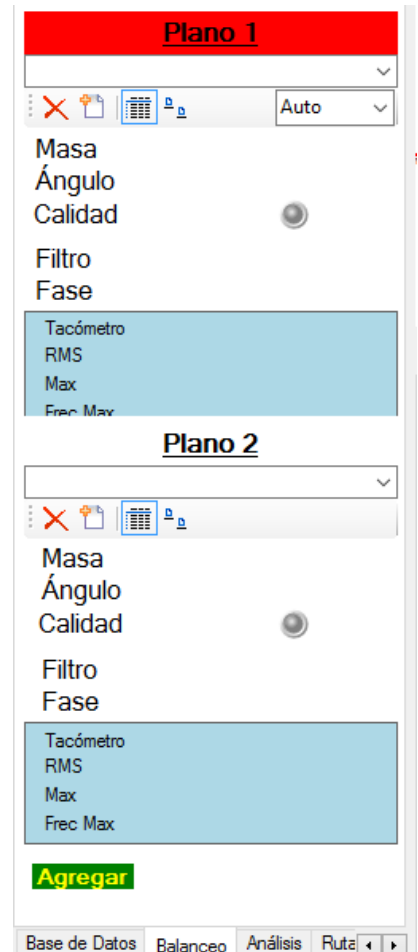 Plano 1
Auto
Masa
Ángulo
Calidad
Filtro
Fase
Tacómetro
RMS
Max
Frec Max
Plano 2
Masa
Ángulo
Calidad
Filtro
Fase
Tacómetro
RMS
Max
Frec Max
Agregar
Base de Datos Balanceo Análisis Ruta